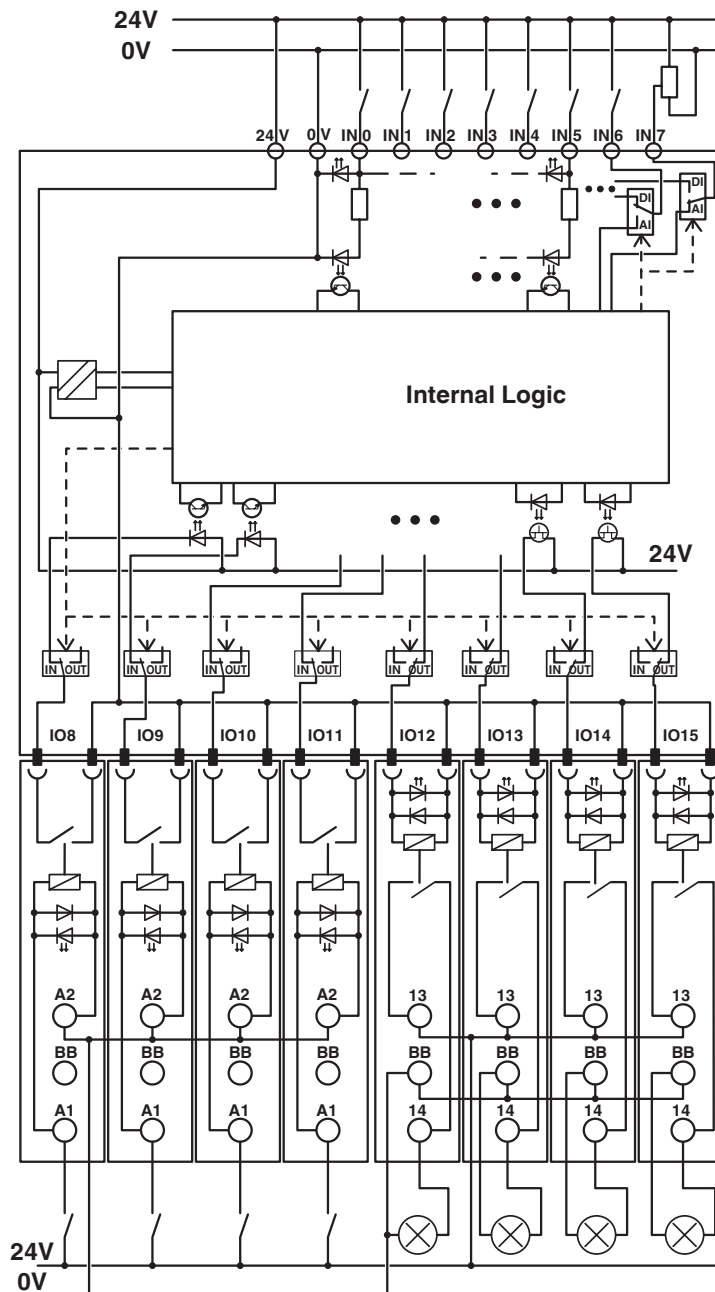 24V
0V
24 V 0 V IN 0 IN 1 IN 2 IN 3 IN 4 IN 5 IN 6 IN 7
DI DI
AI AI
Internal Logic
24V
IN OUT IN OUT IN OUT IN OUT IN OUT IN OUT IN OUT IN OUT
IO8 IO9 IO10 IO11 IO12 IO13 IO14 IO15
A2 A2 A2 A2 13 13 13 13
BB BB BB BB BB BB BB BB
A1 A1 A1 A1 14 14 14 14
24V
0V